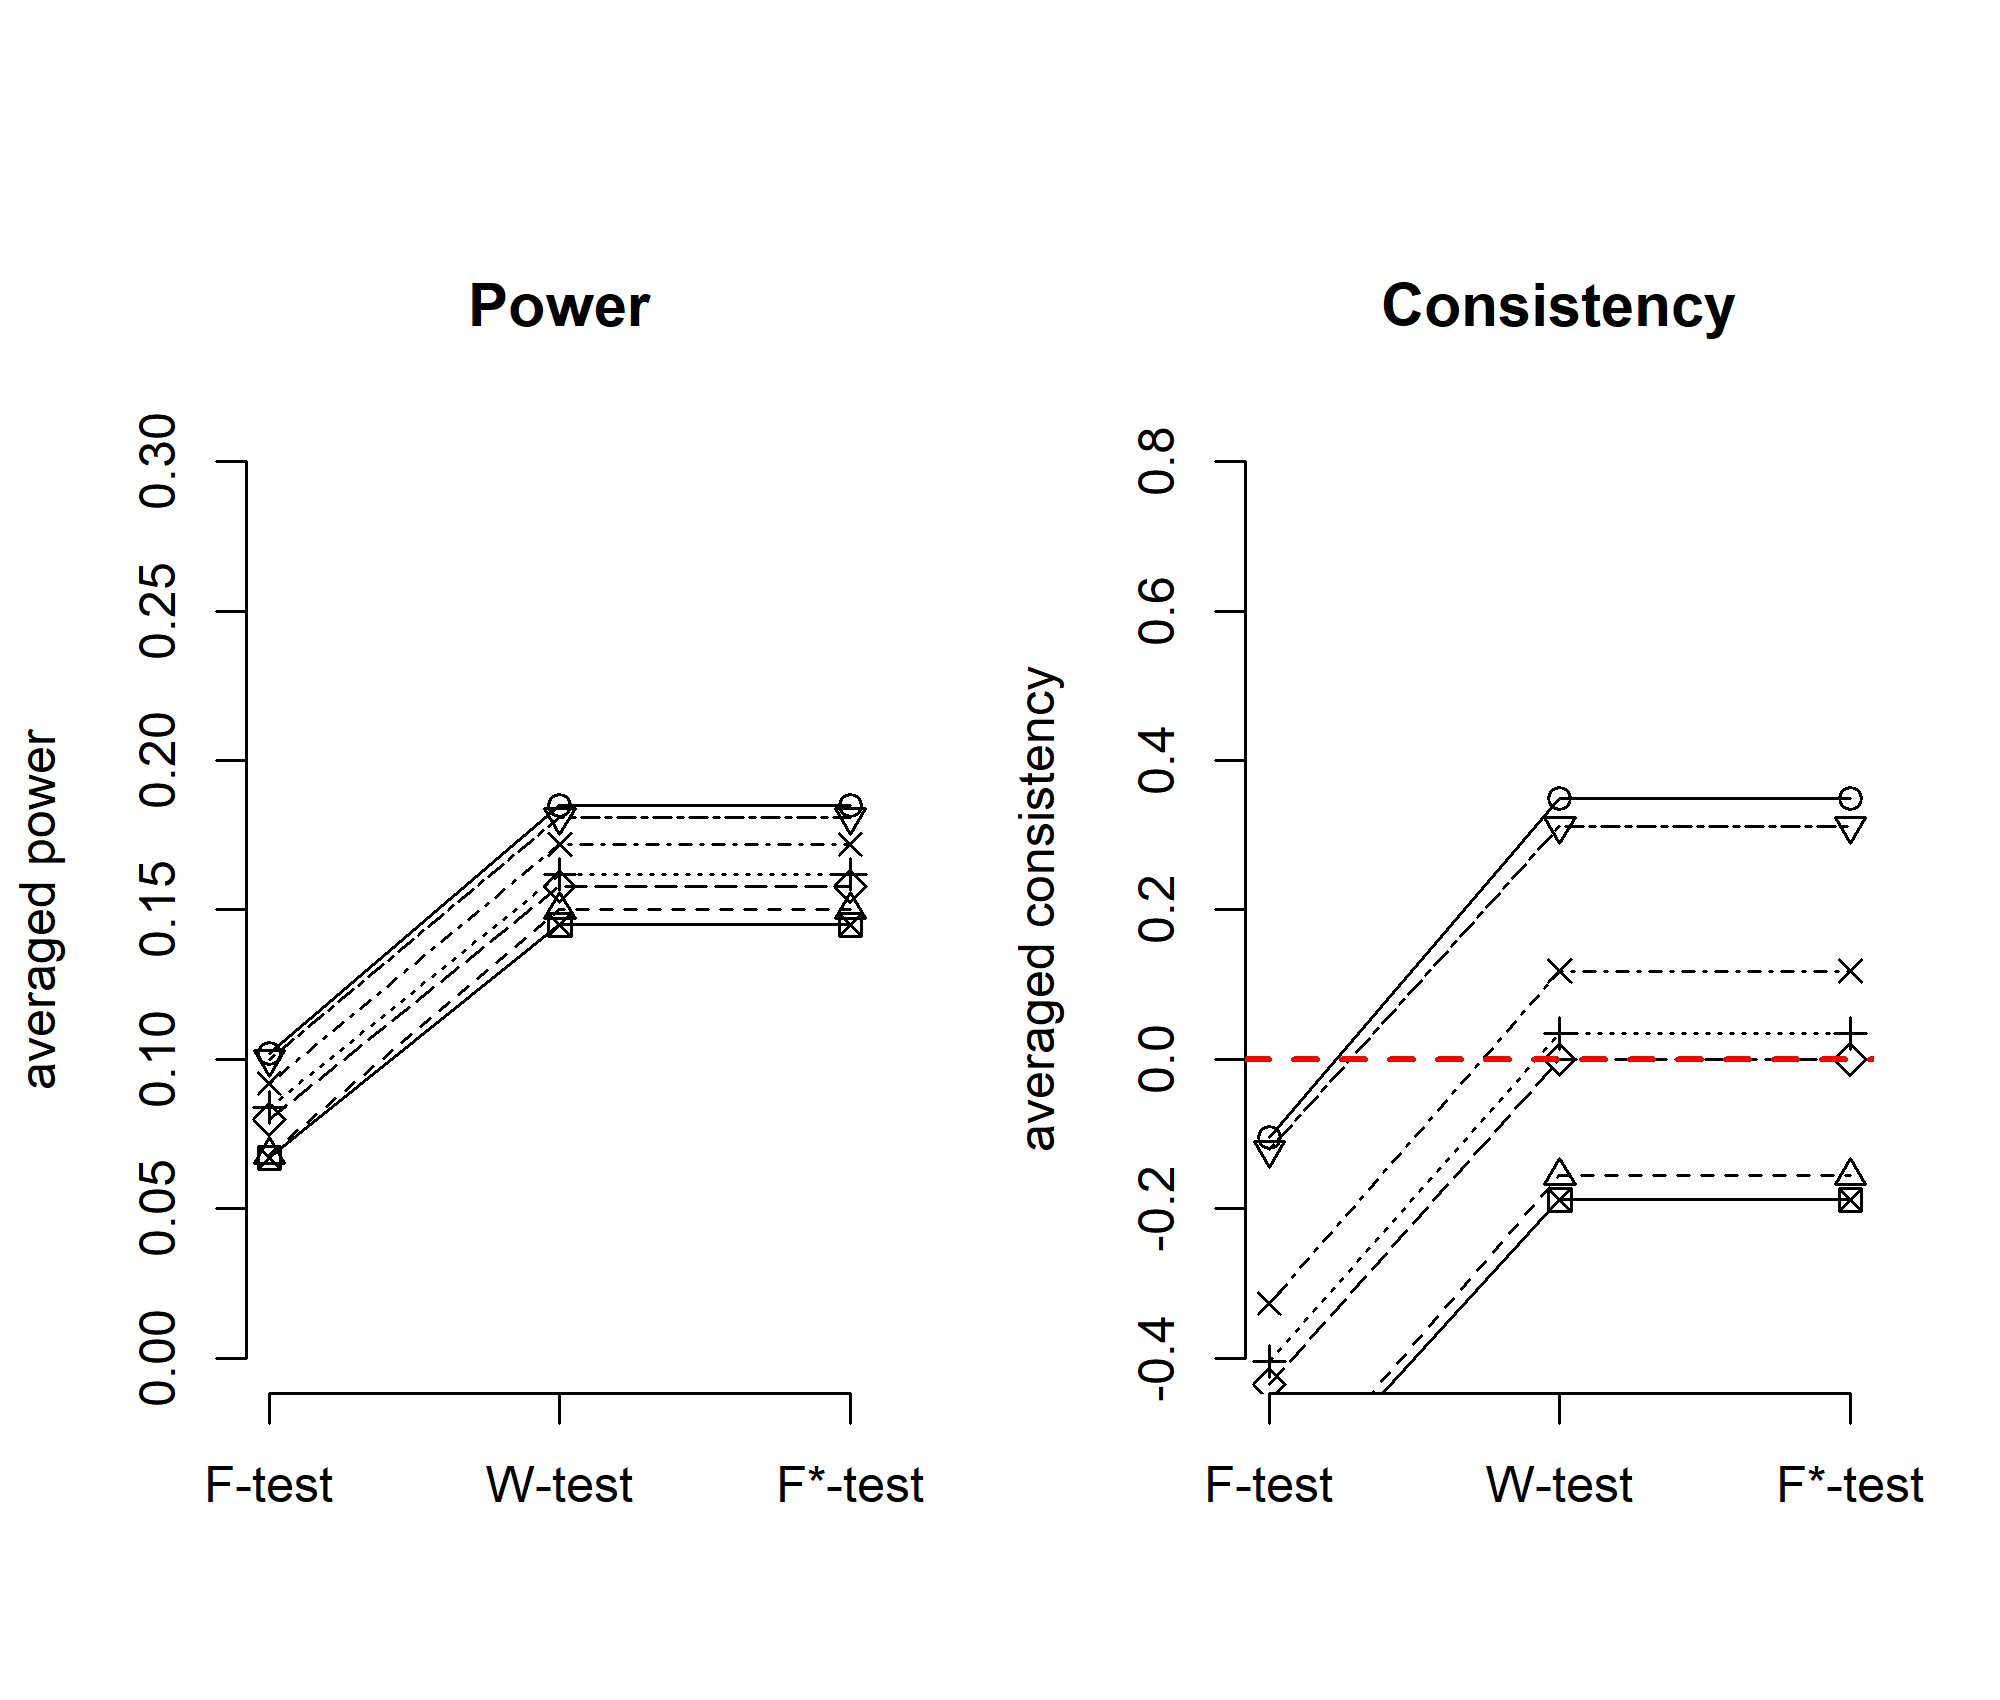 Power
averaged power
0.30
0.25
0.20
0.15
0.10
0.05
0.00
F-test
W-test
F*-test
Consistency
averaged consistency
0.8
0.6
0.4
0.2
0.0
-0.2
-0.4
F-test
W-test
F*-test